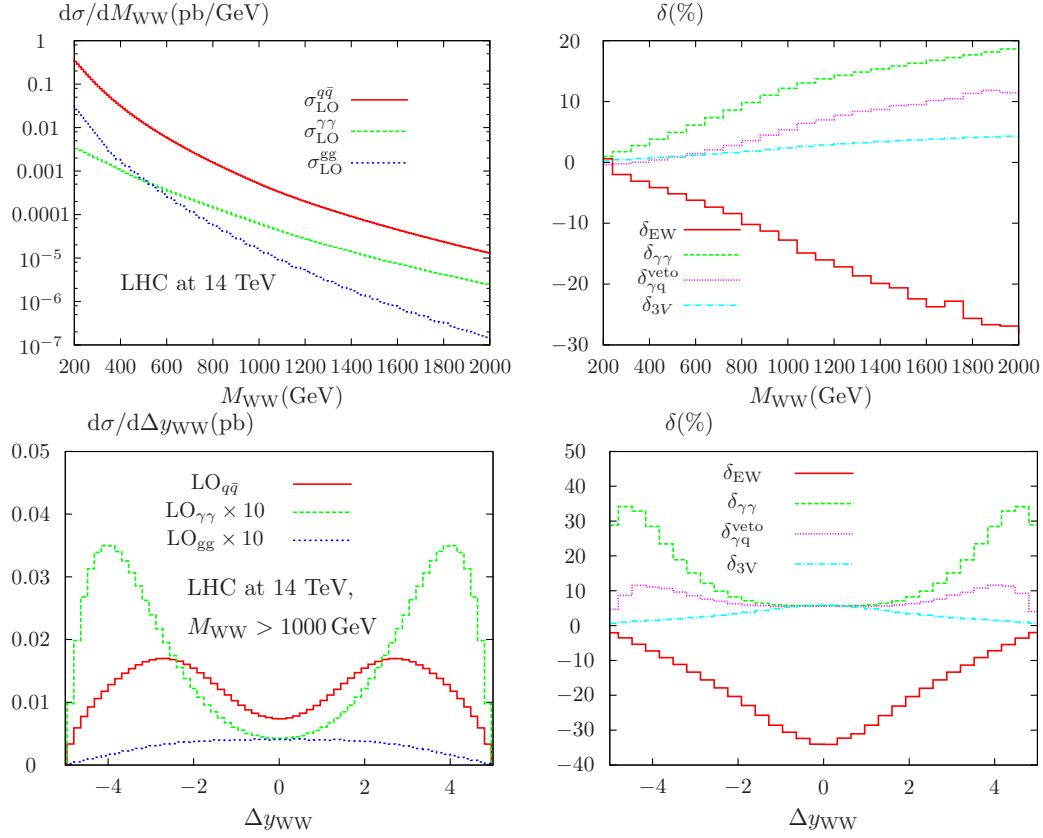 dσ/dM_WW(pb/GeV)
1
0.1
0.01
0.001
0.0001
10^−5
10^−6
10^−7
σ_LO^{qq̄}
σ_LO^{γγ}
σ_LO^{gg}
LHC at 14 TeV
200 400 600 800 1000 1200 1400 1600 1800 2000
M_WW(GeV)
δ(%)
20
10
0
−10
−20
−30
δ_EW
δ_γγ
δ_γq^veto
δ_3V
200 400 600 800 1000 1200 1400 1600 1800 2000
M_WW(GeV)
dσ/dΔy_WW(pb)
0.05
0.04
0.03
0.02
0.01
0
LO_{qq̄}
LO_γγ × 10
LO_gg × 10
LHC at 14 TeV,
M_WW > 1000 GeV
−4 −2 0 2 4
Δy_WW
δ(%)
50
40
30
20
10
0
−10
−20
−30
−40
δ_EW
δ_γγ
δ_γq^veto
δ_3V
−4 −2 0 2 4
Δy_WW